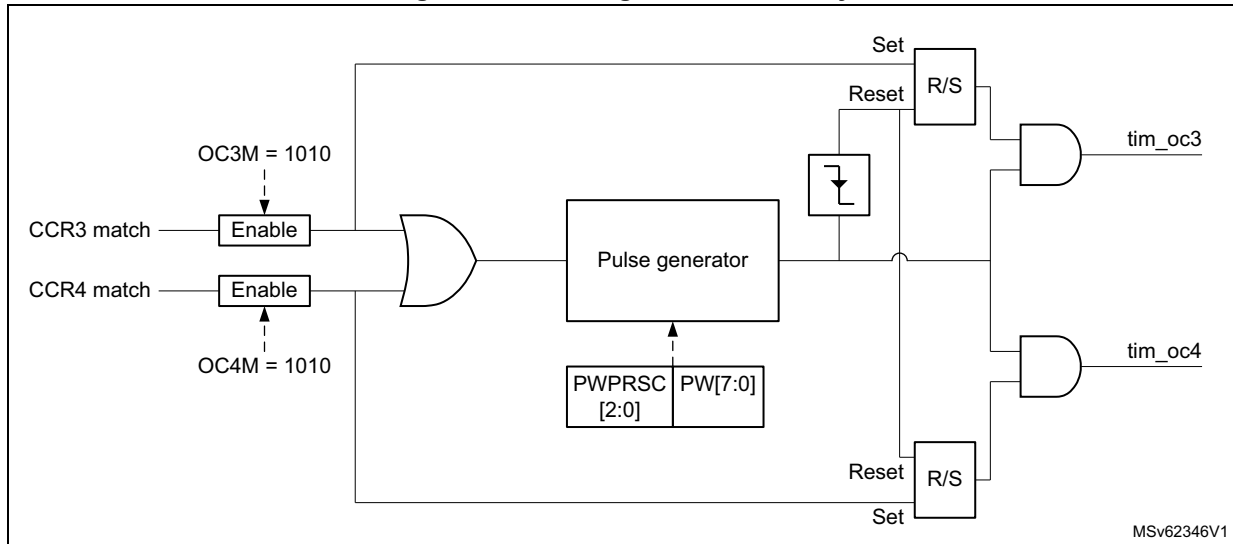 Set
R/S
Reset
tim_oc3
OC3M = 1010
CCR3 match
Enable
Pulse generator
CCR4 match
Enable
OC4M = 1010
tim_oc4
PWPRSC
[2:0]
PW[7:0]
Reset
R/S
Set
MSv62346V1